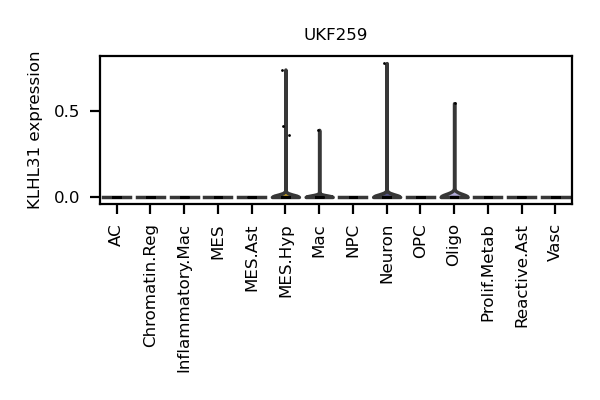 UKF259
KLHL31 expression
0.5
0.0
AC
Chromatin.Reg
Inflammatory.Mac
MES
MES.Ast
MES.Hyp
Mac
NPC
Neuron
OPC
Oligo
Prolif.Metab
Reactive.Ast
Vasc